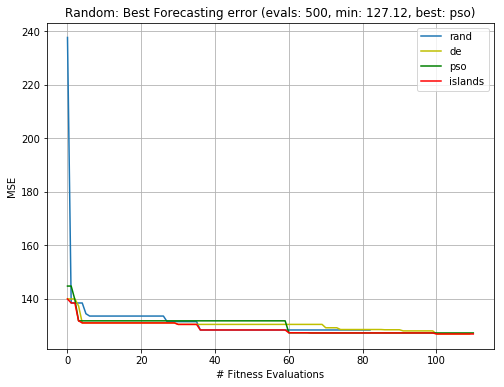 Random: Best Forecasting error (evals: 500, min: 127.12, best: pso)
240
220
200
180
160
140
MSE
rand
de
pso
islands
0 20 40 60 80 100
# Fitness Evaluations